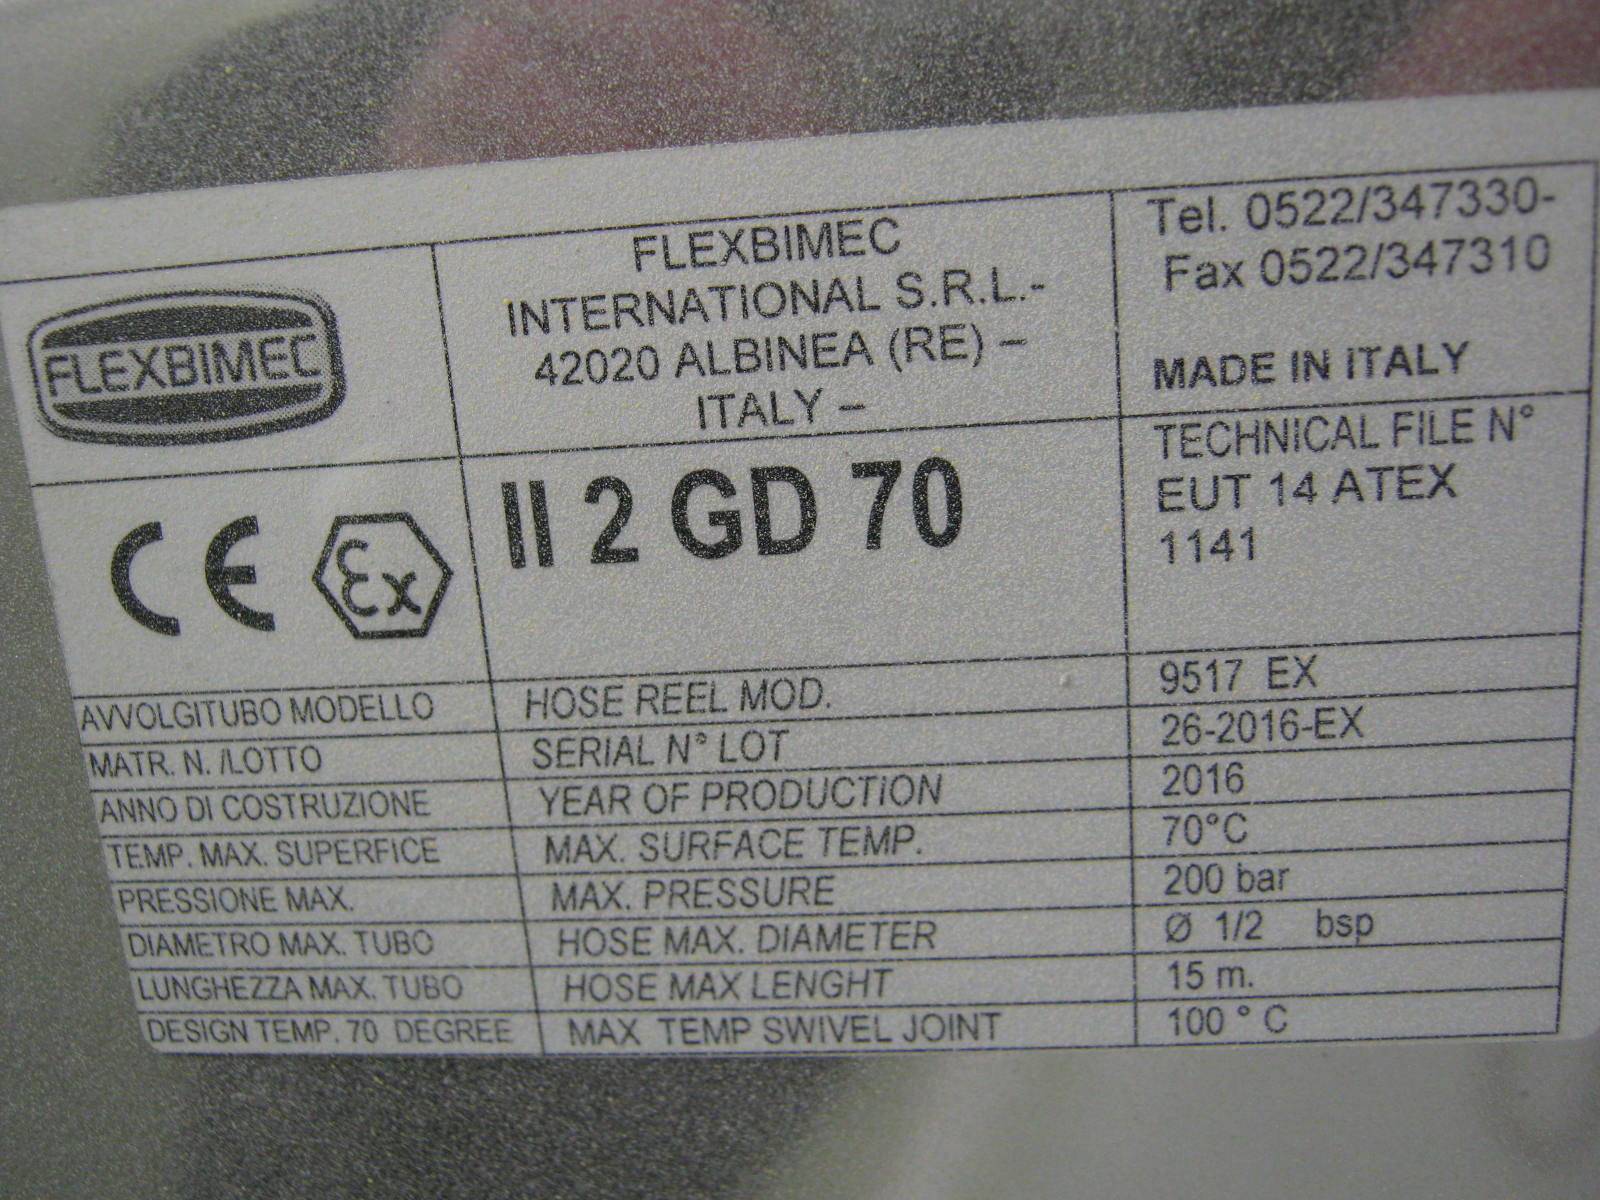 FLEXBIMEC
FLEXBIMEC
INTERNATIONAL S.R.L.-
42020 ALBINEA (RE) –
ITALY –
Tel. 0522/347330-
Fax 0522/347310
MADE IN ITALY
CE Ex
II 2 GD 70
TECHNICAL FILE N°
EUT 14 ATEX
1141
AVVOLGITUBO MODELLO HOSE REEL MOD. 9517 EX
MATR. N. /LOTTO SERIAL N° LOT 26-2016-EX
ANNO DI COSTRUZIONE YEAR OF PRODUCTION 2016
TEMP. MAX. SUPERFICE MAX. SURFACE TEMP. 70°C
PRESSIONE MAX. MAX. PRESSURE 200 bar
DIAMETRO MAX. TUBO HOSE MAX. DIAMETER Ø 1/2 bsp
LUNGHEZZA MAX. TUBO HOSE MAX LENGHT 15 m.
DESIGN TEMP. 70 DEGREE MAX TEMP SWIVEL JOINT 100 ° C